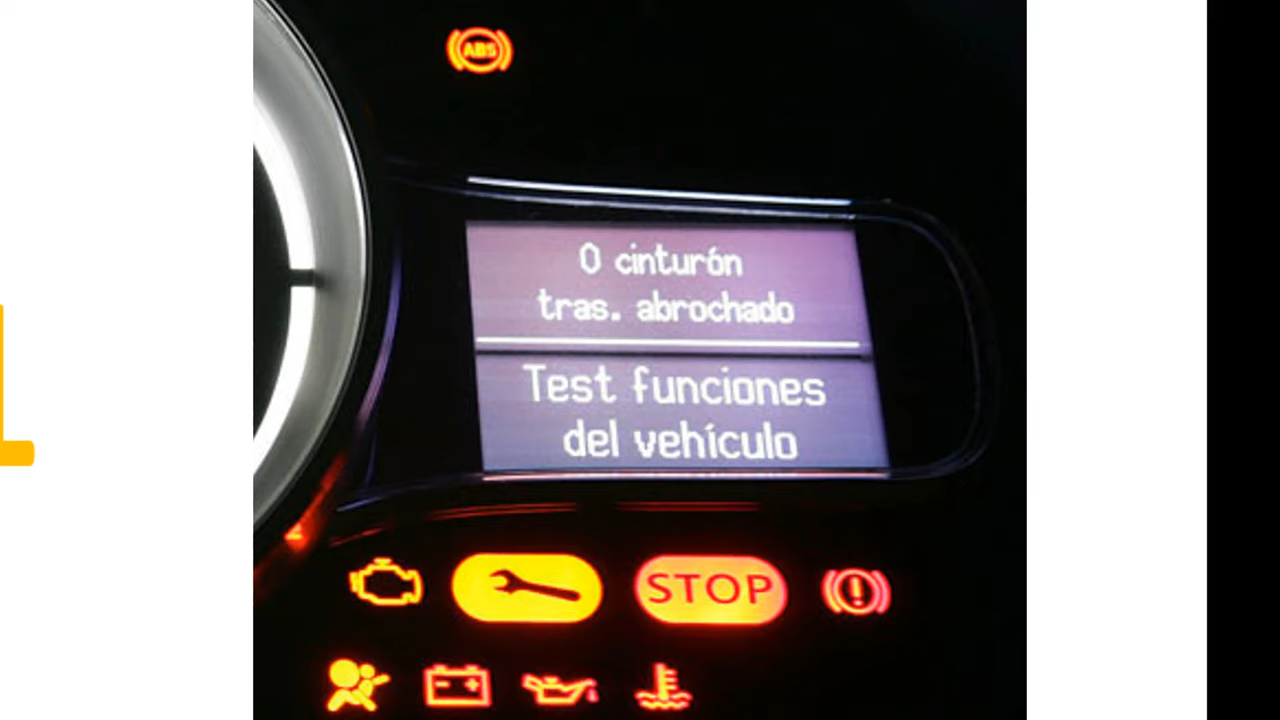 ABS
0 cinturón
tras. abrochado
Test funciones
del vehículo
STOP